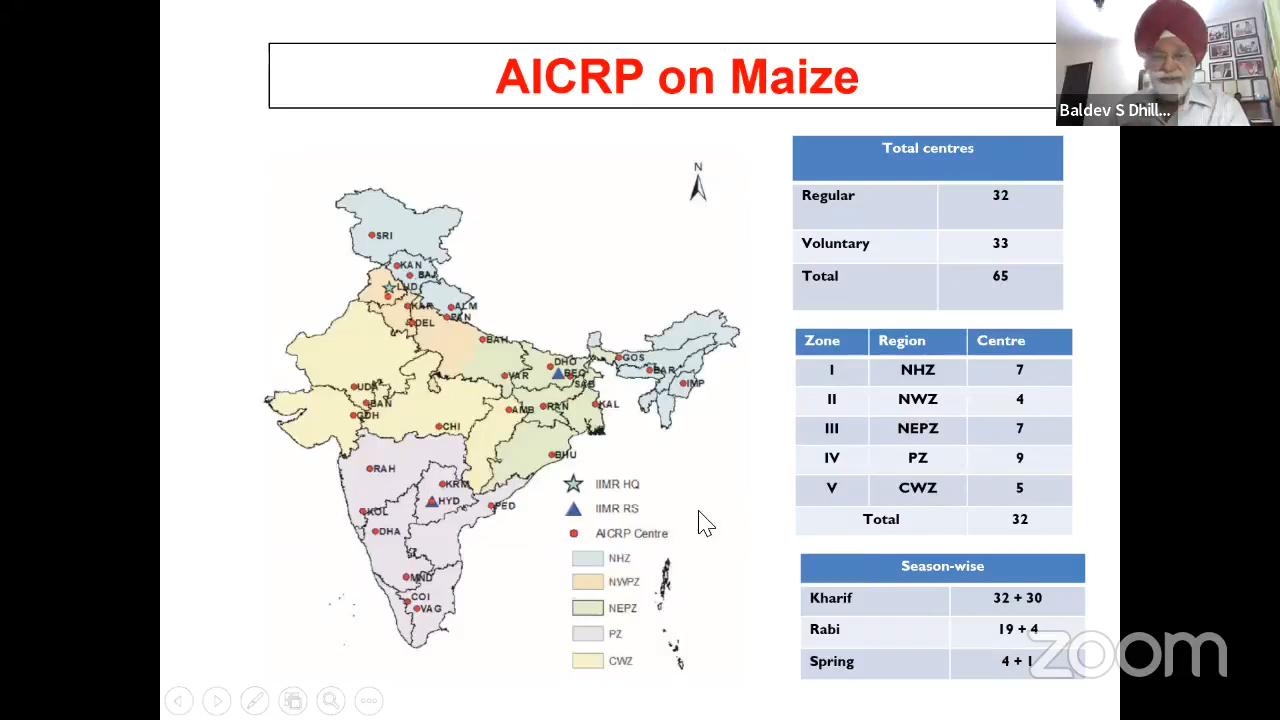 AICRP on Maize
Baldev S Dhill...
Total centres
Regular 32
Voluntary 33
Total 65
Zone Region Centre
I NHZ 7
II NWZ 4
III NEPZ 7
IV PZ 9
V CWZ 5
Total 32
Season-wise
Kharif 32 + 30
Rabi 19 + 4
Spring 4 + 1
zoom
N
SRI
KAN
BAJ
LUD
KAR
ALM
PAN
DEL
BAH
GOS
DHO
BAR
BEG
VAR
SAB
IMP
UDA
BAN
AMB
RAN
KAL
GDH
CHI
BHU
RAH
KRM
HYD
PED
KOL
DHA
MND
COI
VAG
IIMR HQ
IIMR RS
AICRP Centre
NHZ
NWPZ
NEPZ
PZ
CWZ